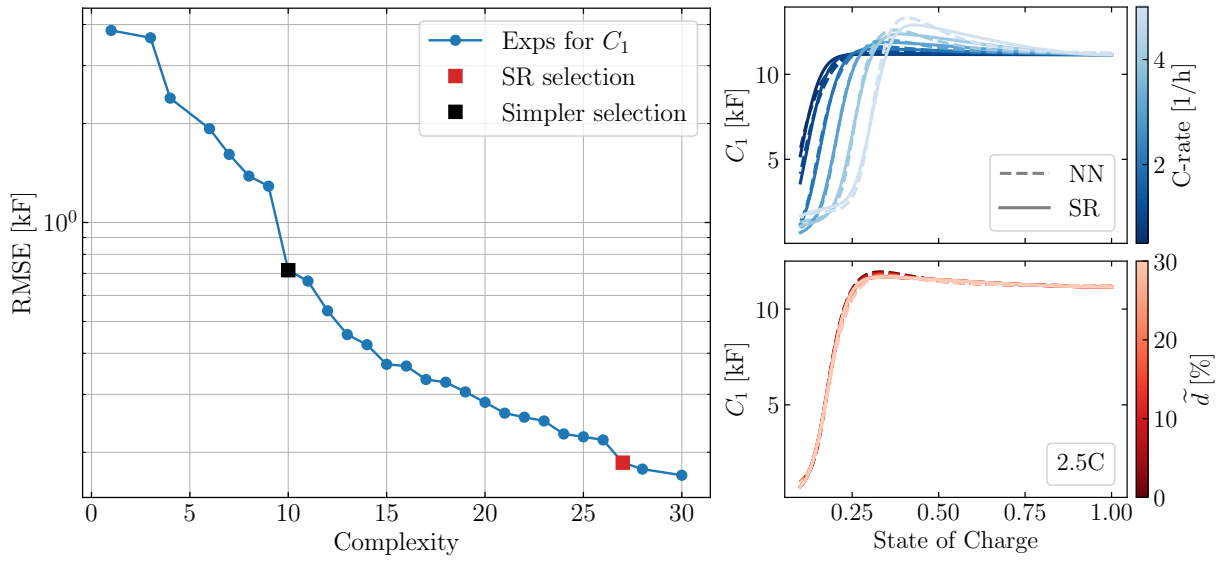 RMSE [kF]
10⁰
Exps for C₁
SR selection
Simpler selection
0 5 10 15 20 25 30
Complexity
C₁ [kF]
10
5
NN
SR
4
2
C-rate [1/h]
C₁ [kF]
10
5
2.5C
0.25 0.50 0.75 1.00
State of Charge
30
20
10
0
d̃ [%]